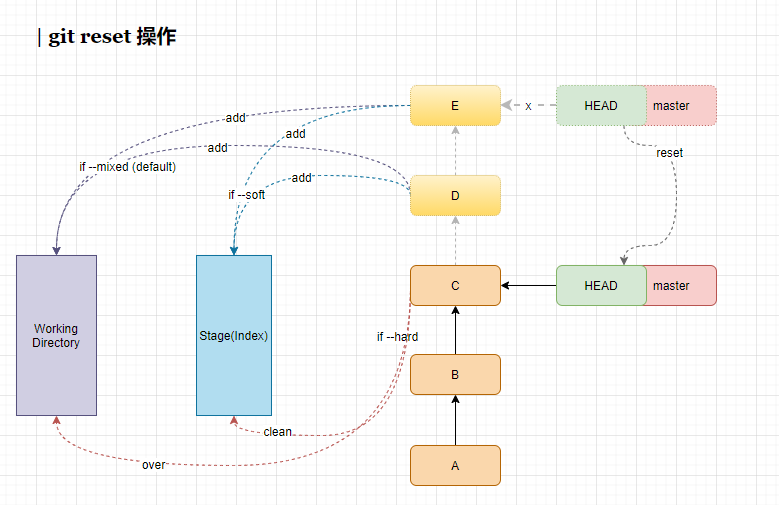 | git reset 操作
E
x
HEAD
master
add
add
add
reset
if --mixed (default)
add
if --soft
D
C
HEAD
master
Working
Directory
Stage(Index)
if --hard
B
clean
over
A